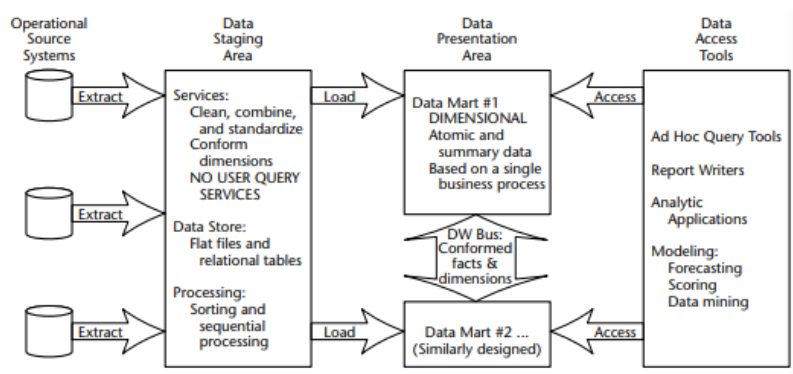 Operational
Source
Systems
Data
Staging
Area
Data
Presentation
Area
Data
Access
Tools
Extract
Extract
Extract
Services:
Clean, combine,
and standardize
Conform
dimensions
NO USER QUERY
SERVICES
Data Store:
Flat files and
relational tables
Processing:
Sorting and
sequential
processing
Load
Load
Data Mart #1
DIMENSIONAL
Atomic and
summary data
Based on a single
business process
DW Bus:
Conformed
facts &
dimensions
Data Mart #2 ...
(Similarly designed)
Access
Access
Ad Hoc Query Tools
Report Writers
Analytic
Applications
Modeling:
Forecasting
Scoring
Data mining